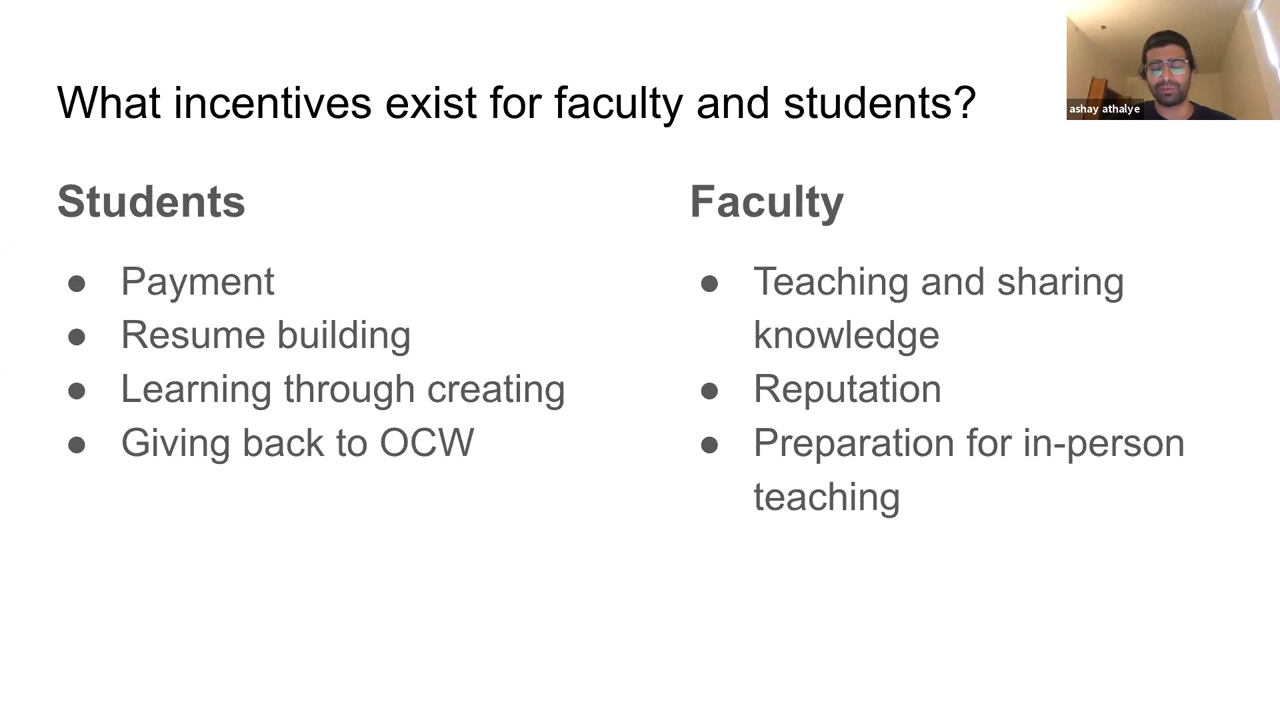 What incentives exist for faculty and students?
ashay athalye
Students
● Payment
● Resume building
● Learning through creating
● Giving back to OCW
Faculty
● Teaching and sharing
knowledge
● Reputation
● Preparation for in-person
teaching